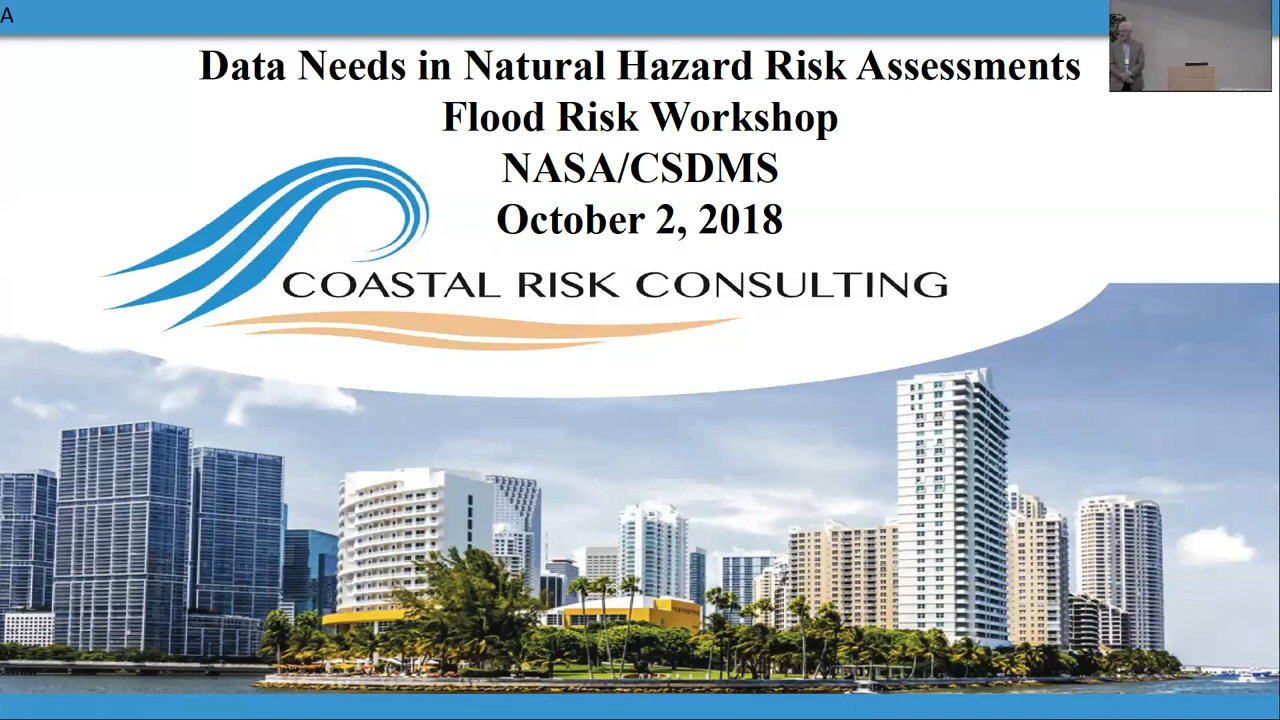 A
Data Needs in Natural Hazard Risk Assessments
Flood Risk Workshop
NASA/CSDMS
October 2, 2018
COASTAL RISK CONSULTING